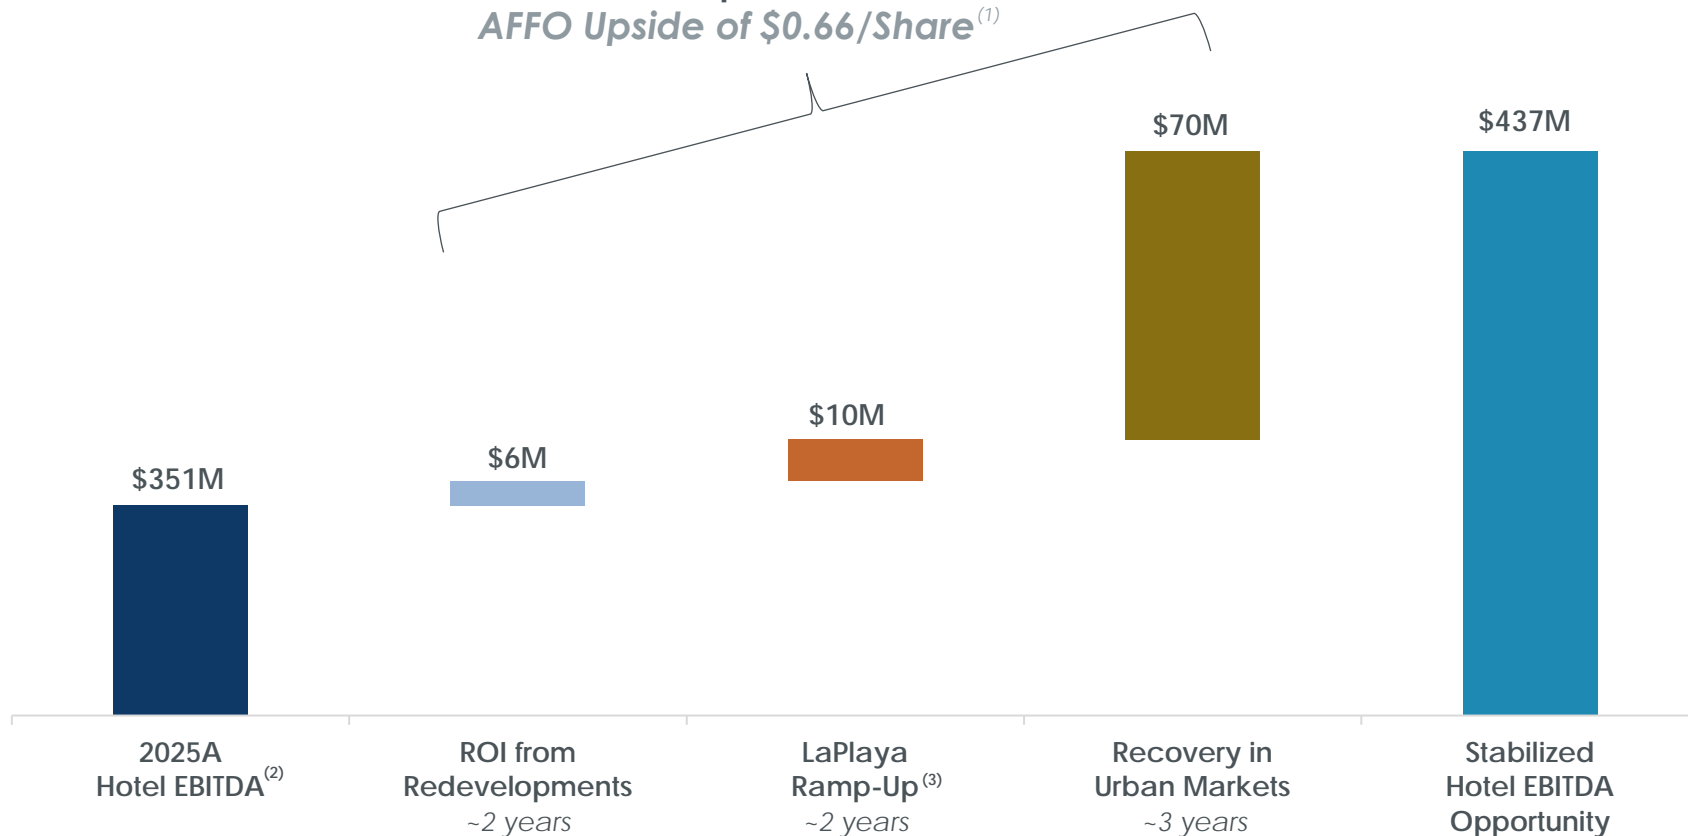 AFFO Upside of $0.66/Share(1)
$70M
$437M
$10M
$6M
$351M
2025A
Hotel EBITDA(2)
ROI from
Redevelopments
~2 years
LaPlaya
Ramp-Up(3)
~2 years
Recovery in
Urban Markets
~3 years
Stabilized
Hotel EBITDA
Opportunity